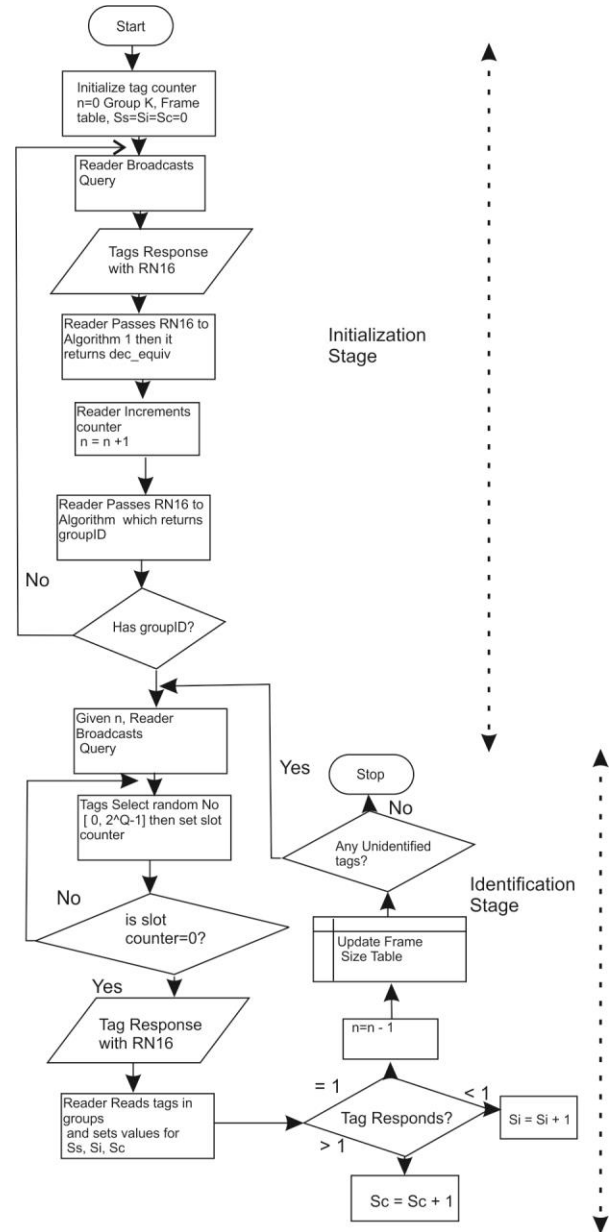 Start
Initialize tag counter
n=0 Group K, Frame
table, Ss=Si=Sc=0
Reader Broadcasts
Query
Tags Response
with RN16
Reader Passes RN16 to
Algorithm 1 then it
returns dec_equiv
Initialization
Stage
Reader Increments
counter
n = n +1
Reader Passes RN16 to
Algorithm which returns
groupID
No
Has groupID?
Given n, Reader
Broadcasts
Query
Yes
Stop
Tags Select random No
[ 0, 2^Q-1] then set slot
counter
No
Any Unidentified
tags?
Identification
Stage
No
is slot
counter=0?
Update Frame
Size Table
Yes
Tag Response
with RN16
n=n - 1
Reader Reads tags in
groups
and sets values for
Ss, Si, Sc
= 1
< 1
Tag Responds?
> 1
Si = Si + 1
Sc = Sc + 1